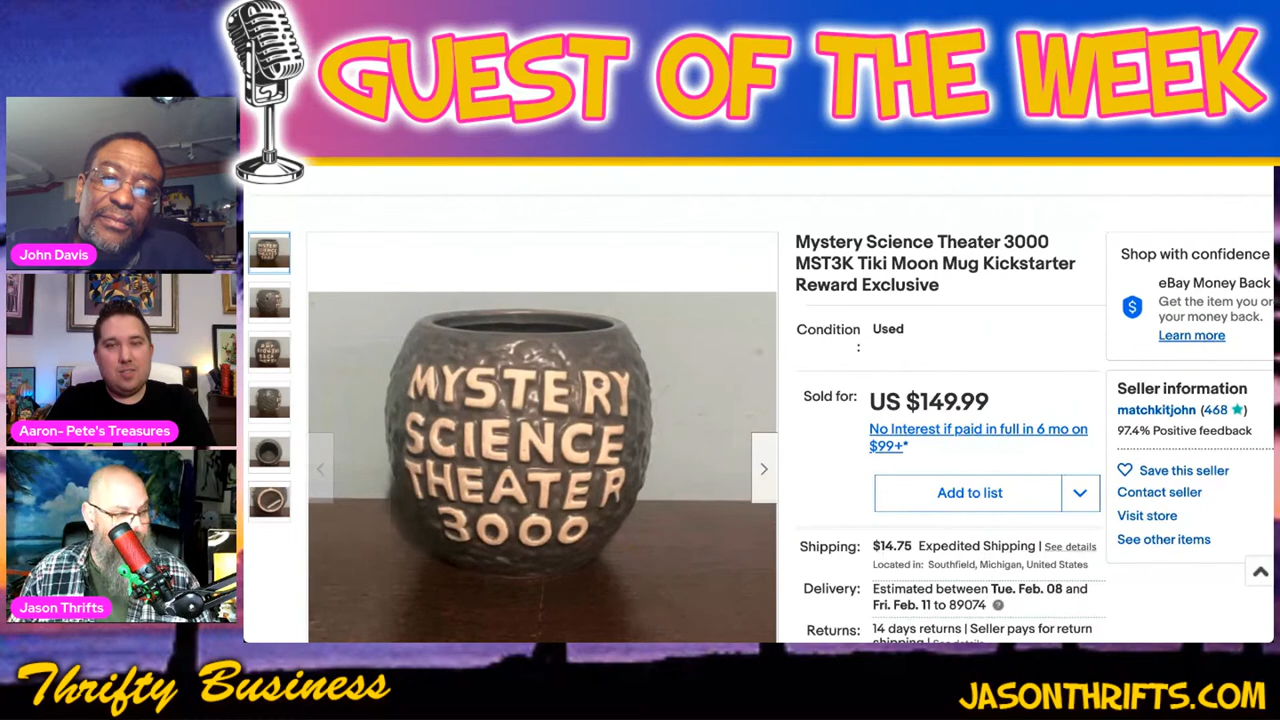 GUEST OF THE WEEK
John Davis
Aaron- Pete's Treasures
Jason Thrifts
MYSTERY
SCIENCE
THEATER
3000
Mystery Science Theater 3000
MST3K Tiki Moon Mug Kickstarter
Reward Exclusive
Condition
:
Used
Sold for:
US $149.99
No Interest if paid in full in 6 mo on
$99+*
Add to list
Shipping:
$14.75 Expedited Shipping | See details
Located in: Southfield, Michigan, United States
Delivery:
Estimated between Tue. Feb. 08 and
Fri. Feb. 11 to 89074 ?
Returns:
14 days returns | Seller pays for return
shipping | See details
Shop with confidence
eBay Money Back
Get the item you or
your money back.
Learn more
Seller information
matchkitjohn (468 ★)
97.4% Positive feedback
Save this seller
Contact seller
Visit store
See other items
Thrifty Business
JASONTHRIFTS.COM